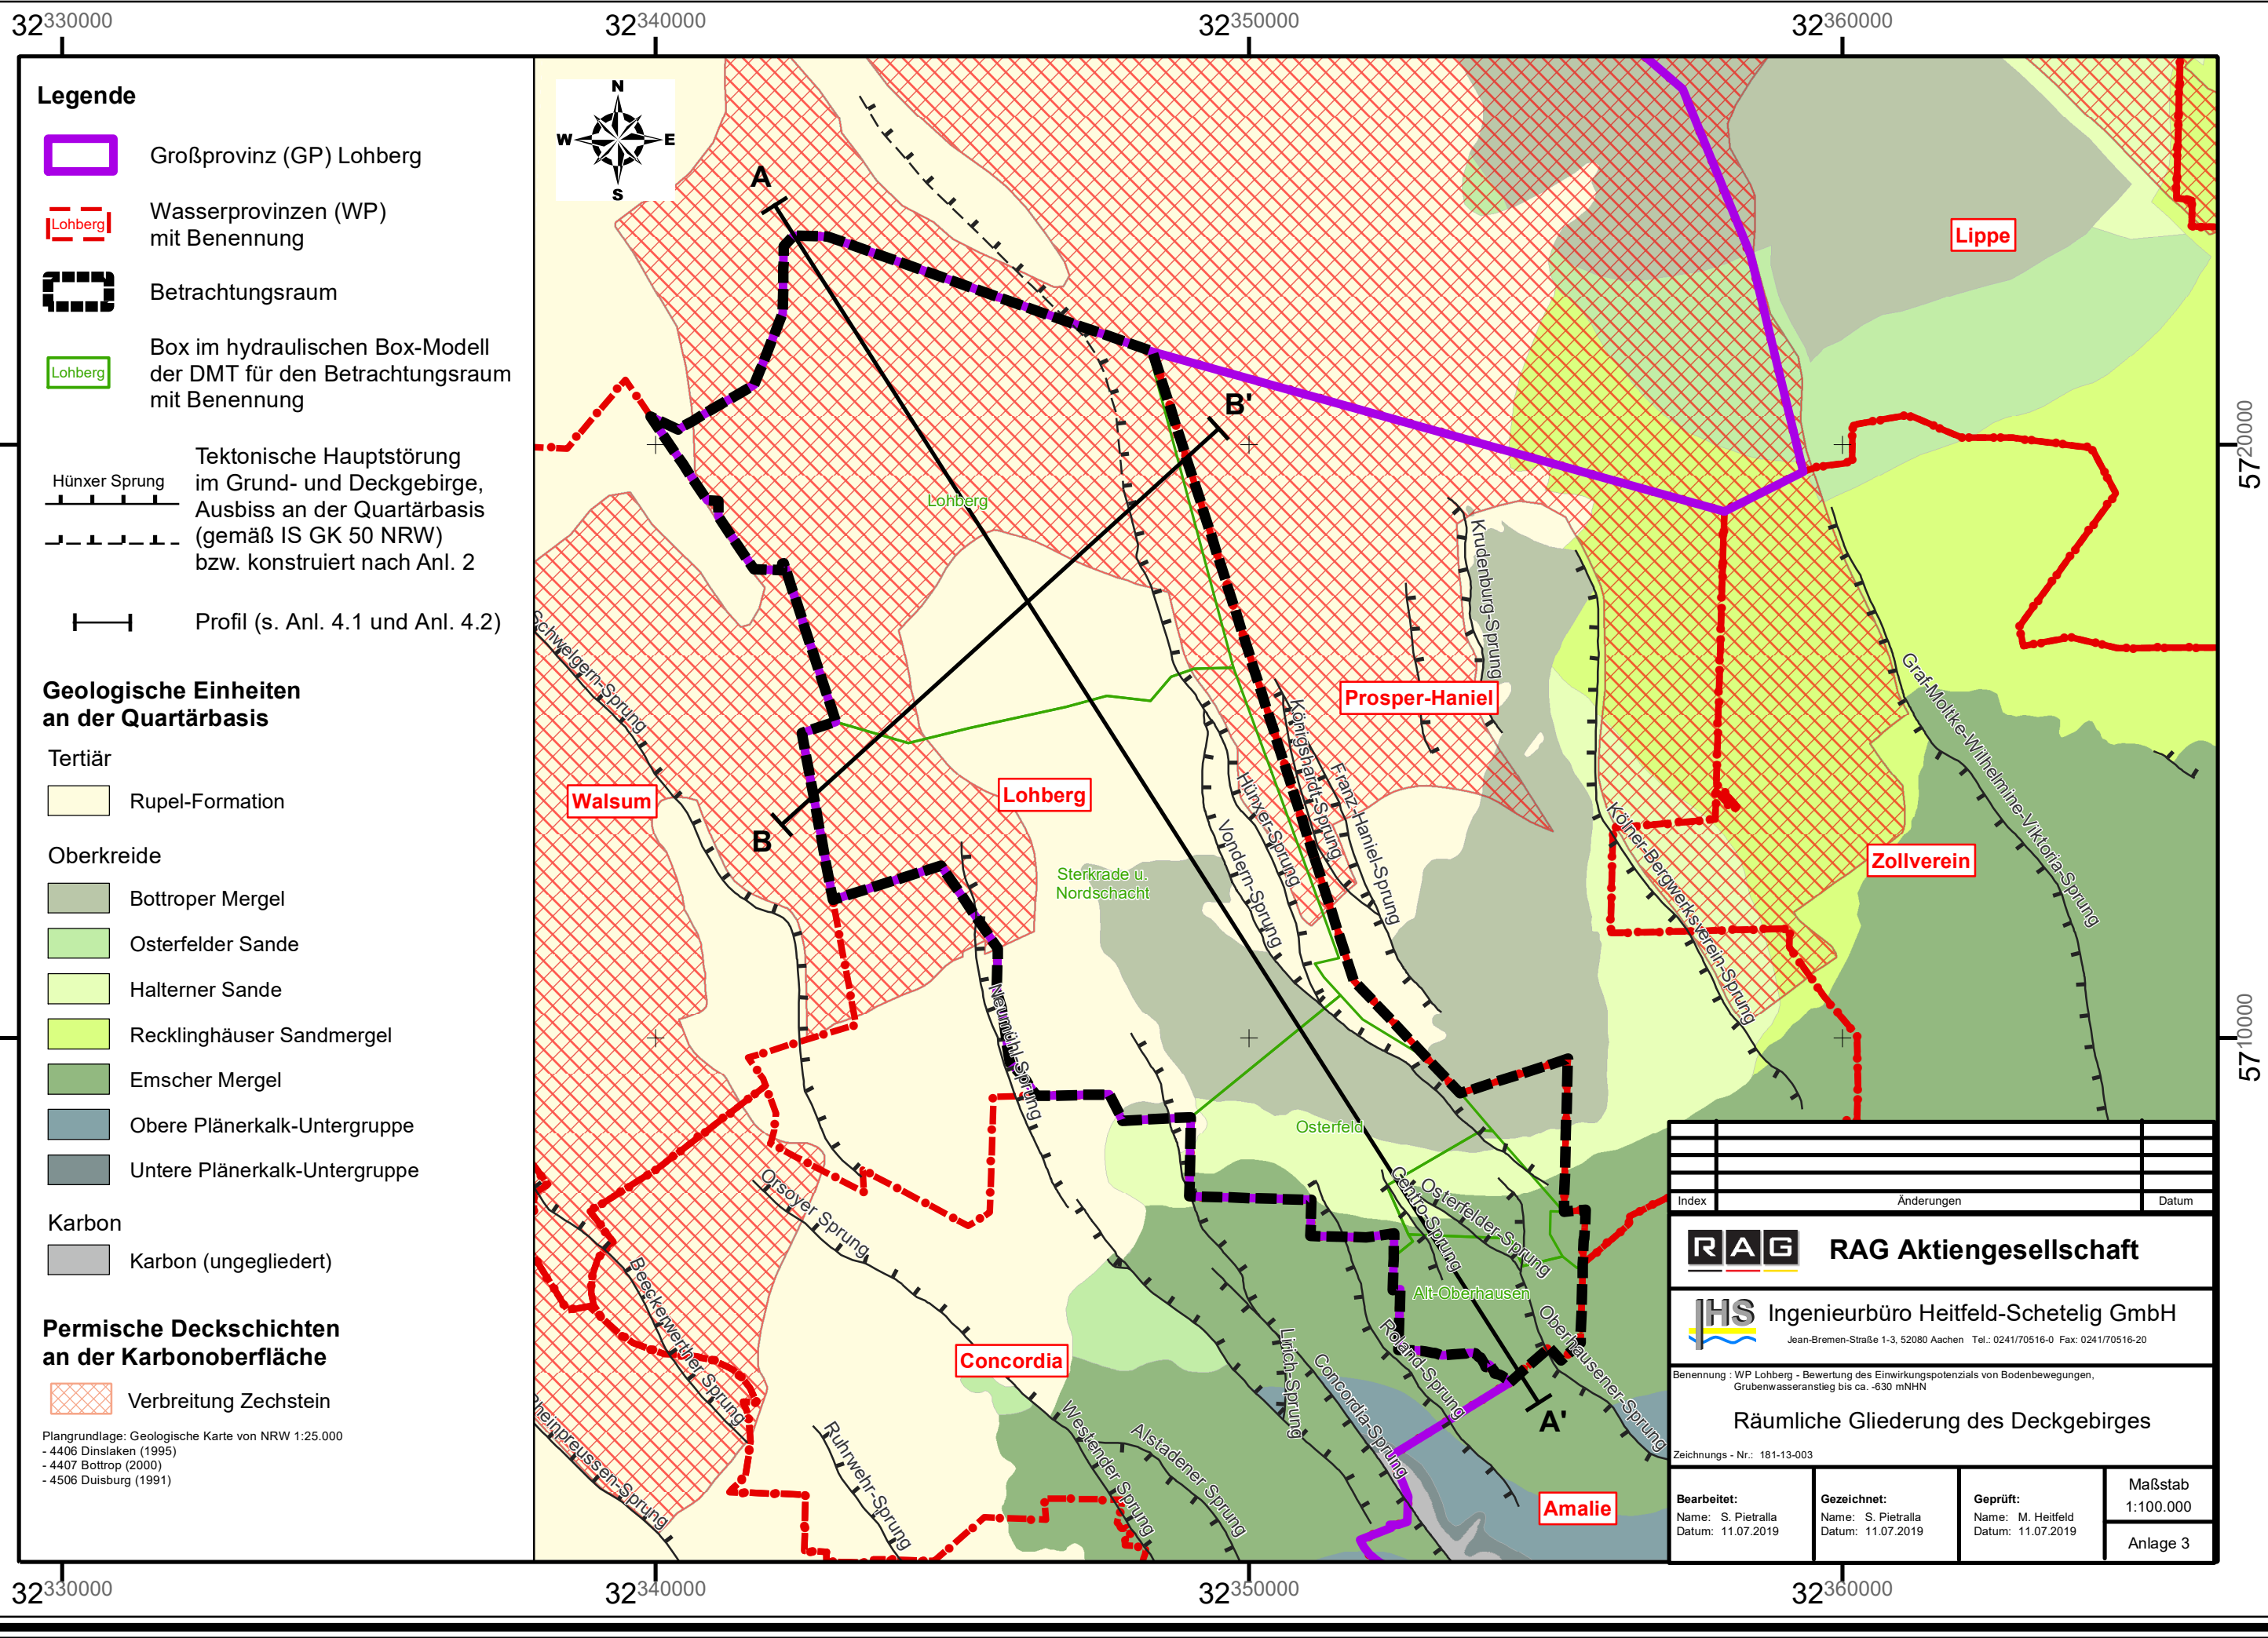 32330000
32340000
32350000
32360000
Legende
Großprovinz (GP) Lohberg
Lohberg
Wasserprovinzen (WP)
mit Benennung
Betrachtungsraum
Lohberg
Box im hydraulischen Box-Modell
der DMT für den Betrachtungsraum
mit Benennung
Hünxer Sprung
Tektonische Hauptstörung
im Grund- und Deckgebirge,
Ausbiss an der Quartärbasis
(gemäß IS GK 50 NRW)
bzw. konstruiert nach Anl. 2
Profil (s. Anl. 4.1 und Anl. 4.2)
Geologische Einheiten
an der Quartärbasis
Tertiär
Rupel-Formation
Oberkreide
Bottroper Mergel
Osterfelder Sande
Halterner Sande
Recklinghäuser Sandmergel
Emscher Mergel
Obere Plänerkalk-Untergruppe
Untere Plänerkalk-Untergruppe
Karbon
Karbon (ungegliedert)
Permische Deckschichten
an der Karbonoberfläche
Verbreitung Zechstein
Plangrundlage: Geologische Karte von NRW 1:25.000
- 4406 Dinslaken (1995)
- 4407 Bottrop (2000)
- 4506 Duisburg (1991)
N
W
E
S
A
B'
B
A'
Lippe
Lohberg
Prosper-Haniel
Walsum
Lohberg
Zollverein
Sterkrade u.
Nordschacht
Osterfeld
Alt-Oberhausen
Concordia
Amalie
Schwelgern-Sprung
Krudenburg-Sprung
Königshardt-Sprung
Franz-Haniel-Sprung
Hünxer-Sprung
Vondern-Sprung
Graf-Moltke-Wilhelmine-Viktoria-Sprung
Kölner-Bergwerksverein-Sprung
Neumühl-Sprung
Orsoyer Sprung
Beeckerwerther Sprung
Rheinpreussen-Sprung
Ruhrwehr-Sprung
Westender Sprung
Alstadener Sprung
Lirich-Sprung
Concordia-Sprung
Roland-Sprung
Centro-Sprung
Osterfelder-Sprung
Oberhausener-Sprung
5720000
5710000
Index
Änderungen
Datum
RAG
RAG Aktiengesellschaft
IHS
Ingenieurbüro Heitfeld-Schetelig GmbH
Jean-Bremen-Straße 1-3, 52080 Aachen Tel.: 0241/70516-0 Fax: 0241/70516-20
Benennung : WP Lohberg - Bewertung des Einwirkungspotenzials von Bodenbewegungen,
Grubenwasseranstieg bis ca. -630 mNHN
Räumliche Gliederung des Deckgebirges
Zeichnungs - Nr.: 181-13-003
Bearbeitet:
Name: S. Pietralla
Datum: 11.07.2019
Gezeichnet:
Name: S. Pietralla
Datum: 11.07.2019
Geprüft:
Name: M. Heitfeld
Datum: 11.07.2019
Maßstab
1:100.000
Anlage 3
32330000
32340000
32350000
32360000